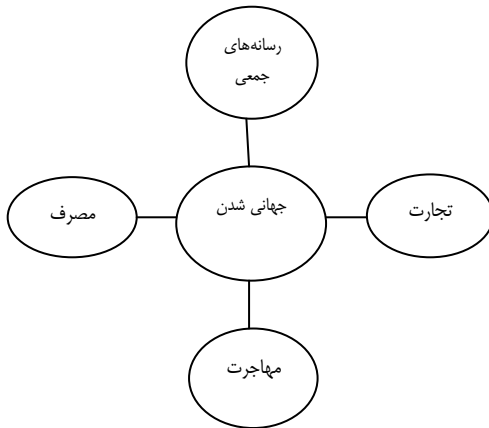 رسانه‌های
جمعی
جهانی شدن
تجارت
مصرف
مهاجرت